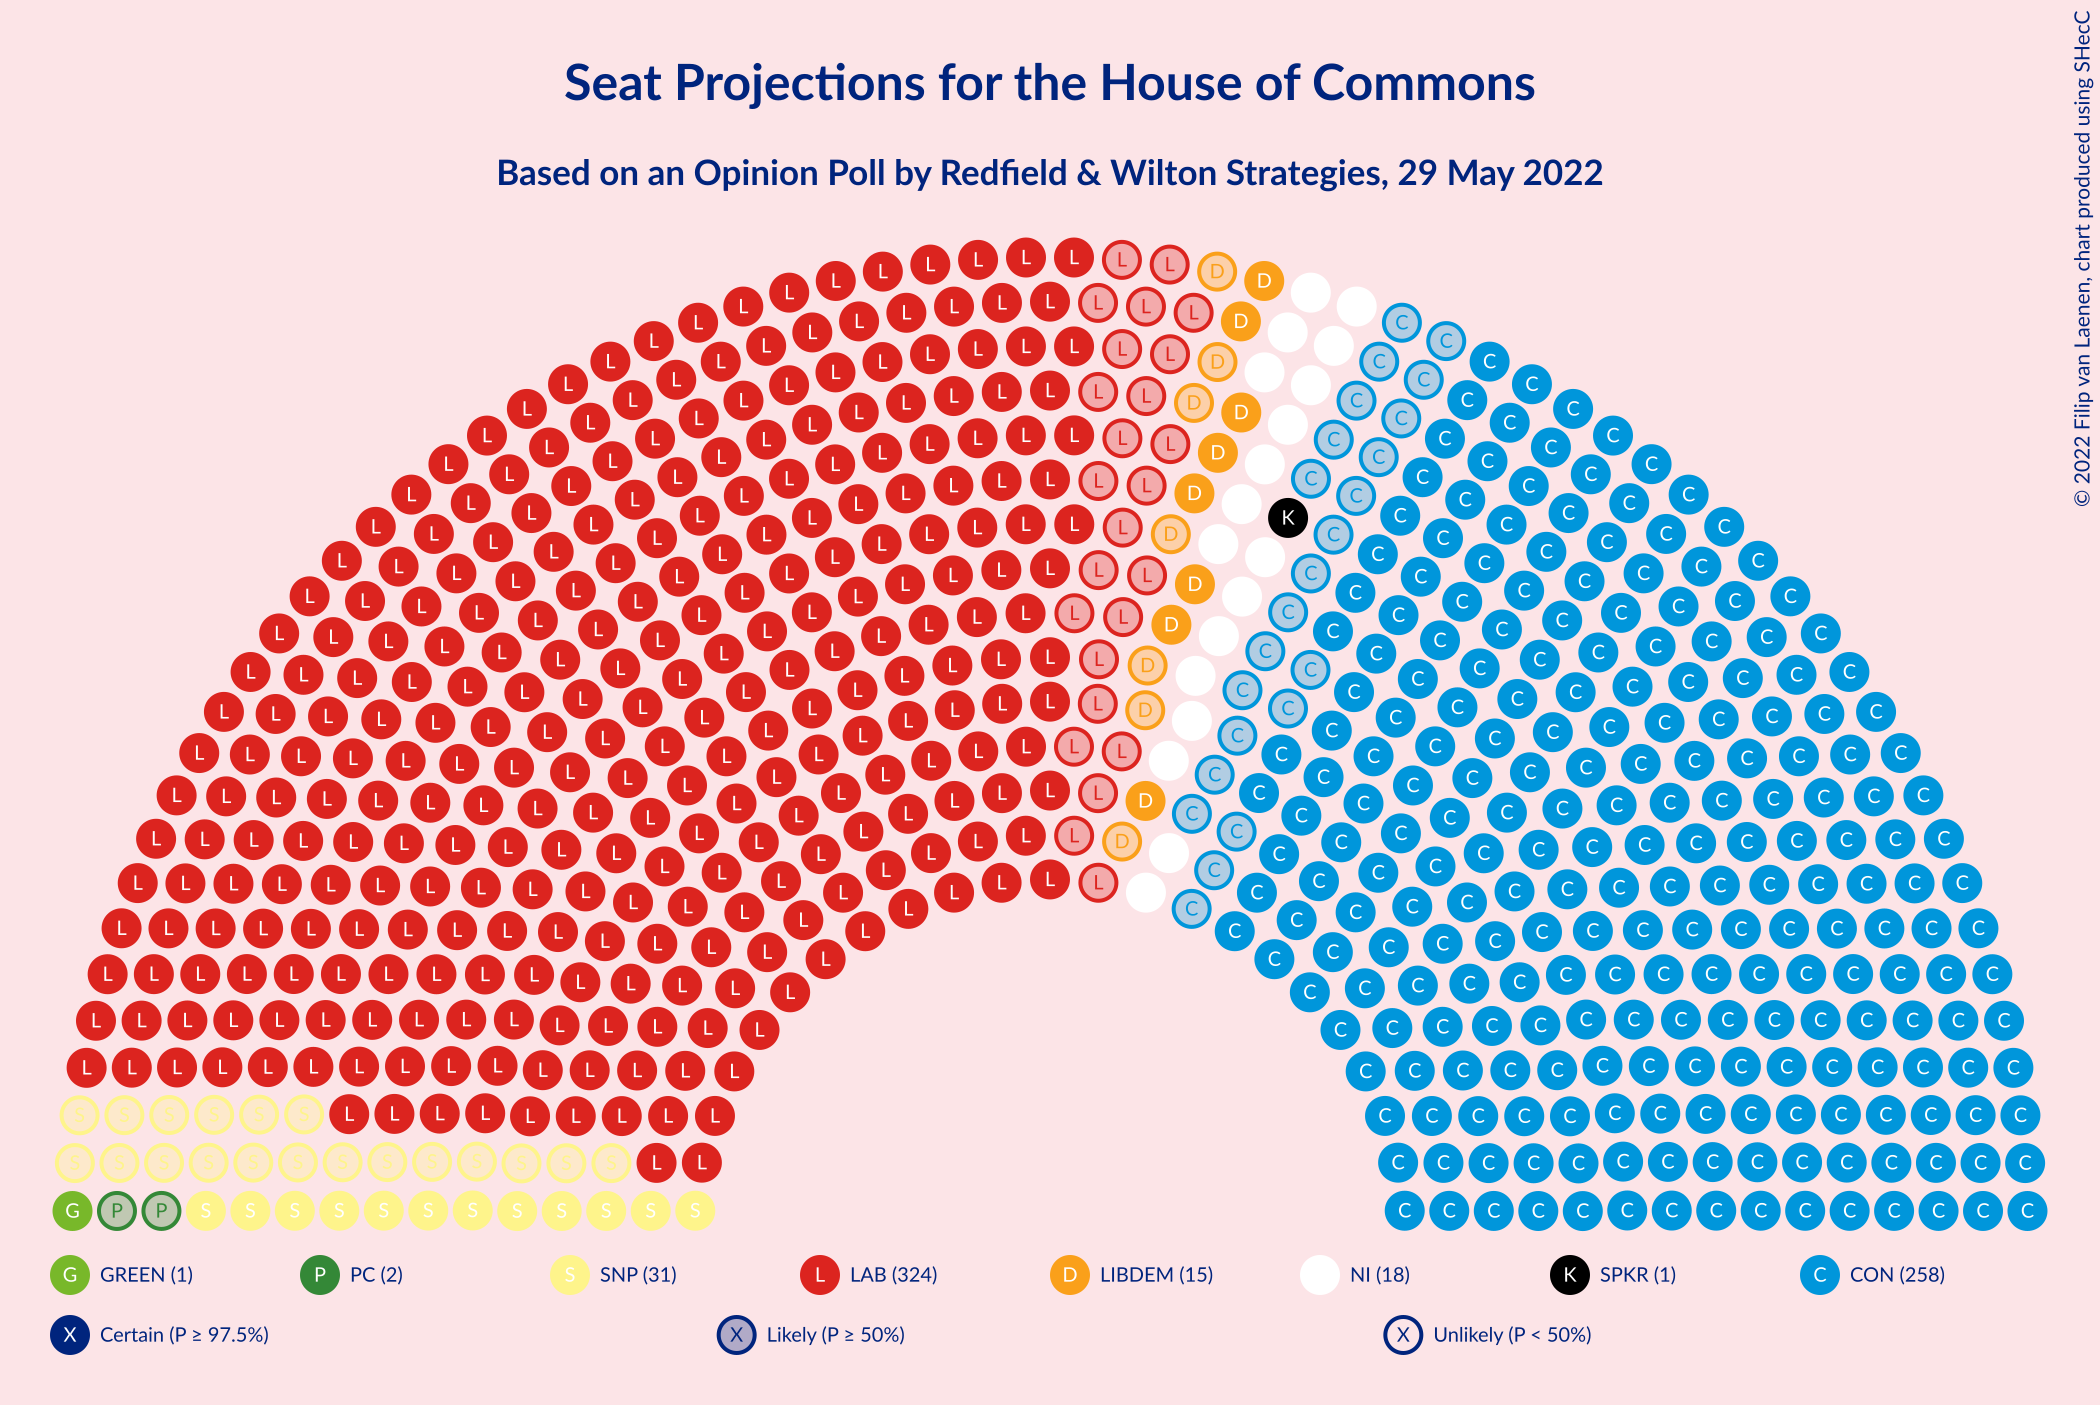 Seat Projections for the House of Commons
Based on an Opinion Poll by Redfield & Wilton Strategies, 29 May 2022
© 2022 Filip van Laenen, chart produced using SHecC
G GREEN (1)
P PC (2)
S SNP (31)
L LAB (324)
D LIBDEM (15)
NI (18)
K SPKR (1)
C CON (258)
X Certain (P ≥ 97.5%)
X Likely (P ≥ 50%)
X Unlikely (P < 50%)